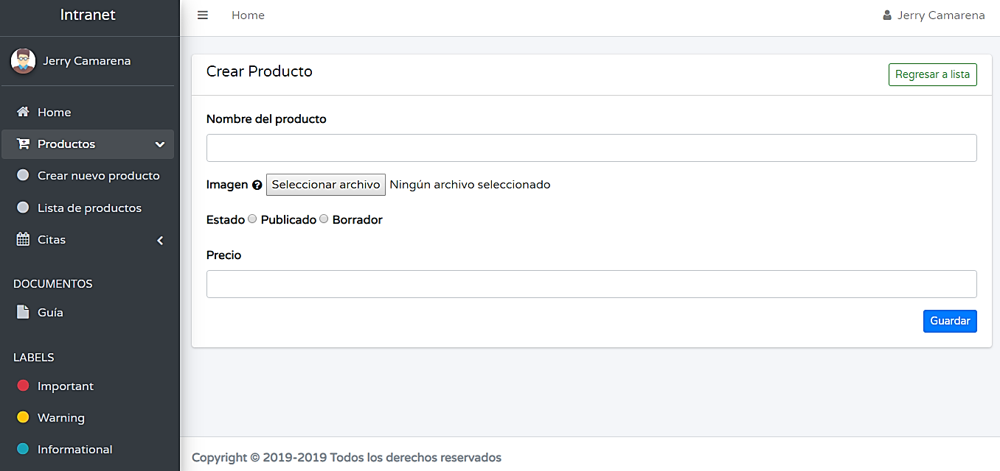 Intranet
Jerry Camarena
Home
Productos
Crear nuevo producto
Lista de productos
Citas
DOCUMENTOS
Guía
LABELS
Important
Warning
Informational
Home
Jerry Camarena
Crear Producto
Regresar a lista
Nombre del producto
Imagen Seleccionar archivo Ningún archivo seleccionado
Estado Publicado Borrador
Precio
Guardar
Copyright © 2019-2019 Todos los derechos reservados